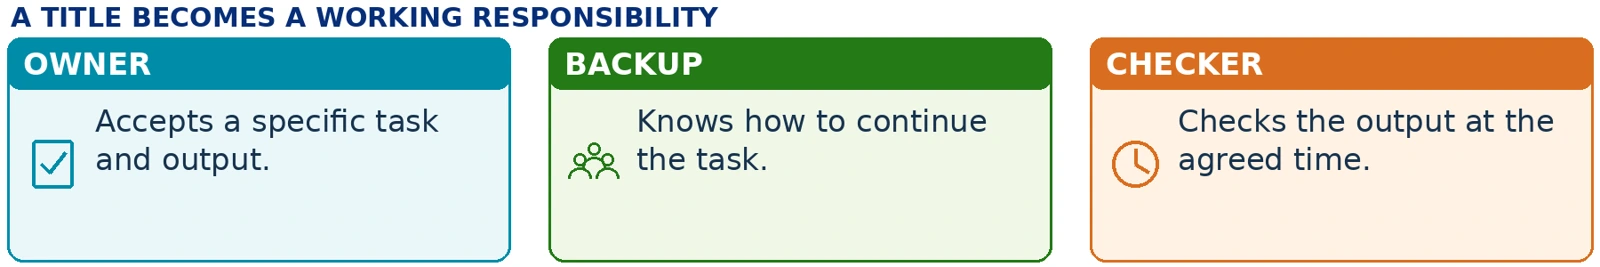 A TITLE BECOMES A WORKING RESPONSIBILITY
OWNER
Accepts a specific task
and output.
BACKUP
Knows how to continue
the task.
CHECKER
Checks the output at the
agreed time.